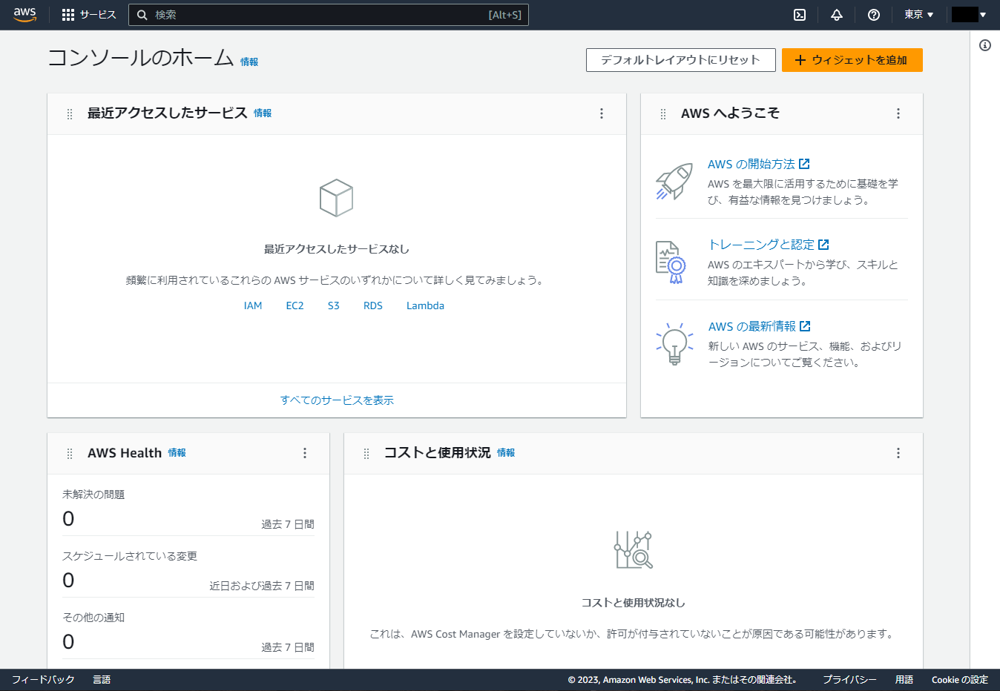 aws サービス 検索 [Alt+S] 東京
コンソールのホーム 情報
デフォルトレイアウトにリセット
ウィジェットを追加
最近アクセスしたサービス 情報
最近アクセスしたサービスなし
頻繁に利用されているこれらの AWS サービスのいずれかについて詳しく見てみましょう。
IAM EC2 S3 RDS Lambda
すべてのサービスを表示
AWS へようこそ
AWS の開始方法
AWS を最大限に活用するために基礎を学
び、有益な情報を見つけましょう。
トレーニングと認定
AWS のエキスパートから学び、スキルと
知識を深めましょう。
AWS の最新情報
新しい AWS のサービス、機能、およびリ
ージョンについてご覧ください。
AWS Health 情報
未解決の問題
0 過去 7 日間
スケジュールされている変更
0 近日および過去 7 日間
その他の通知
0 過去 7 日間
コストと使用状況 情報
コストと使用状況なし
これは、AWS Cost Manager を設定していないか、許可が付与されていないことが原因である可能性があります。
フィードバック 言語 © 2023, Amazon Web Services, Inc. またはその関連会社。 プライバシー 用語 Cookie の設定